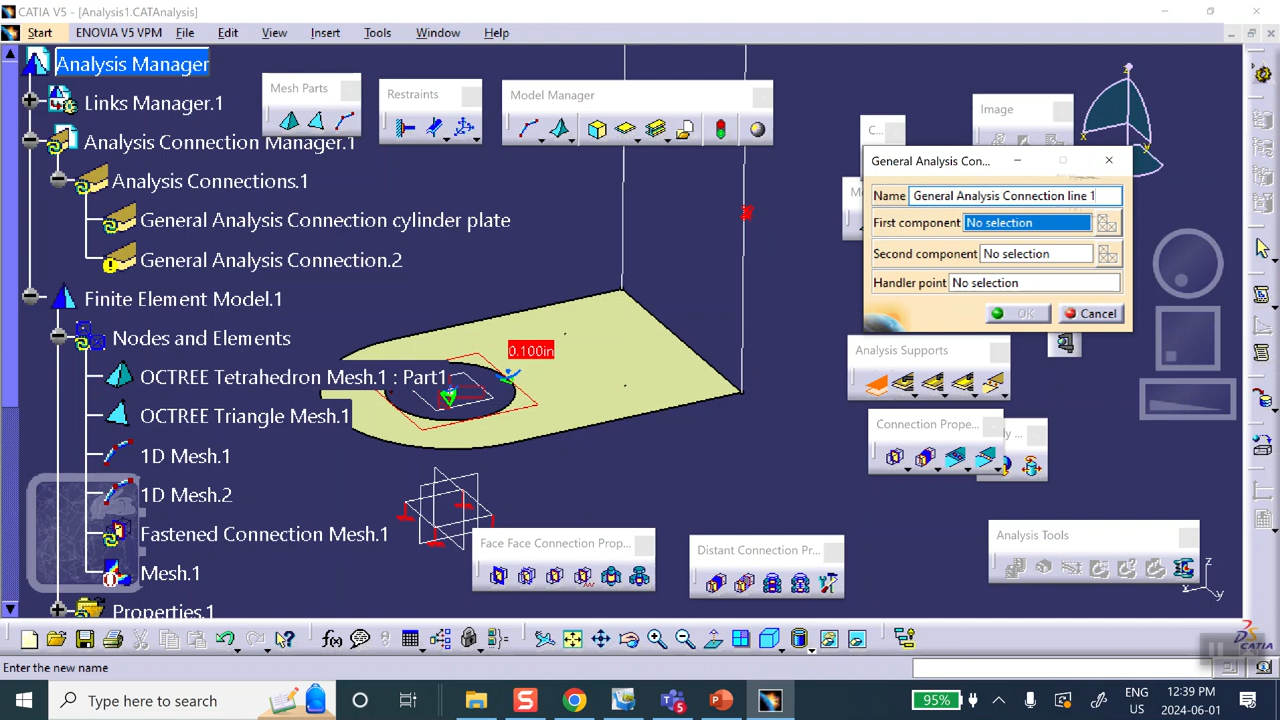 CATIA V5 - [Analysis1.CATAnalysis]
Start ENOVIA V5 VPM File Edit View Insert Tools Window Help
Analysis Manager
Links Manager.1
Analysis Connection Manager.1
Analysis Connections.1
General Analysis Connection cylinder plate
General Analysis Connection.2
Finite Element Model.1
Nodes and Elements
OCTREE Tetrahedron Mesh.1 : Part1
OCTREE Triangle Mesh.1
1D Mesh.1
1D Mesh.2
Fastened Connection Mesh.1
Mesh.1
Properties.1
Mesh Parts
Restraints
Model Manager
Image
C...
General Analysis Con...
Name General Analysis Connection line 1
First component No selection
Second component No selection
Handler point No selection
OK Cancel
0.100in
Analysis Supports
Connection Prope...
Face Face Connection Prop...
Distant Connection Pr...
Analysis Tools
x y z
Enter the new name
CATIA
Type here to search
95%
ENG
US
12:39 PM
2024-06-01